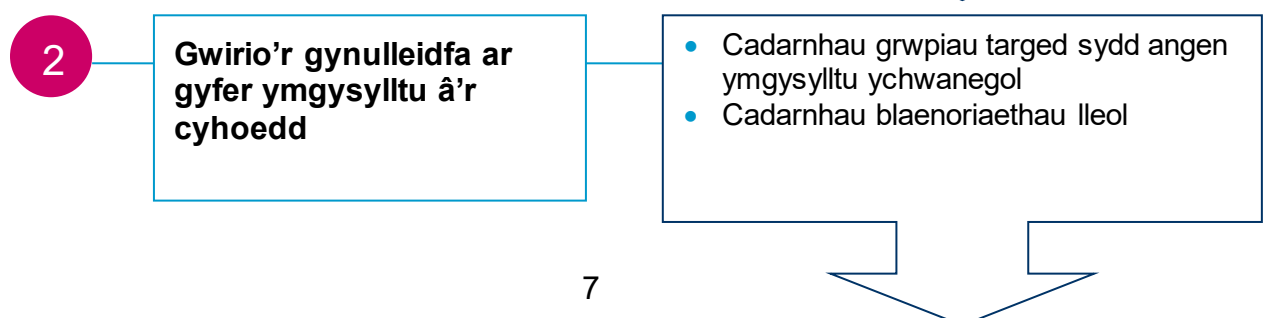 2
Gwirio'r gynulleidfa ar
gyfer ymgysylltu â'r
cyhoedd
• Cadarnhau grwpiau targed sydd angen
ymgysylltu ychwanegol
• Cadarnhau blaenoriaethau lleol
7